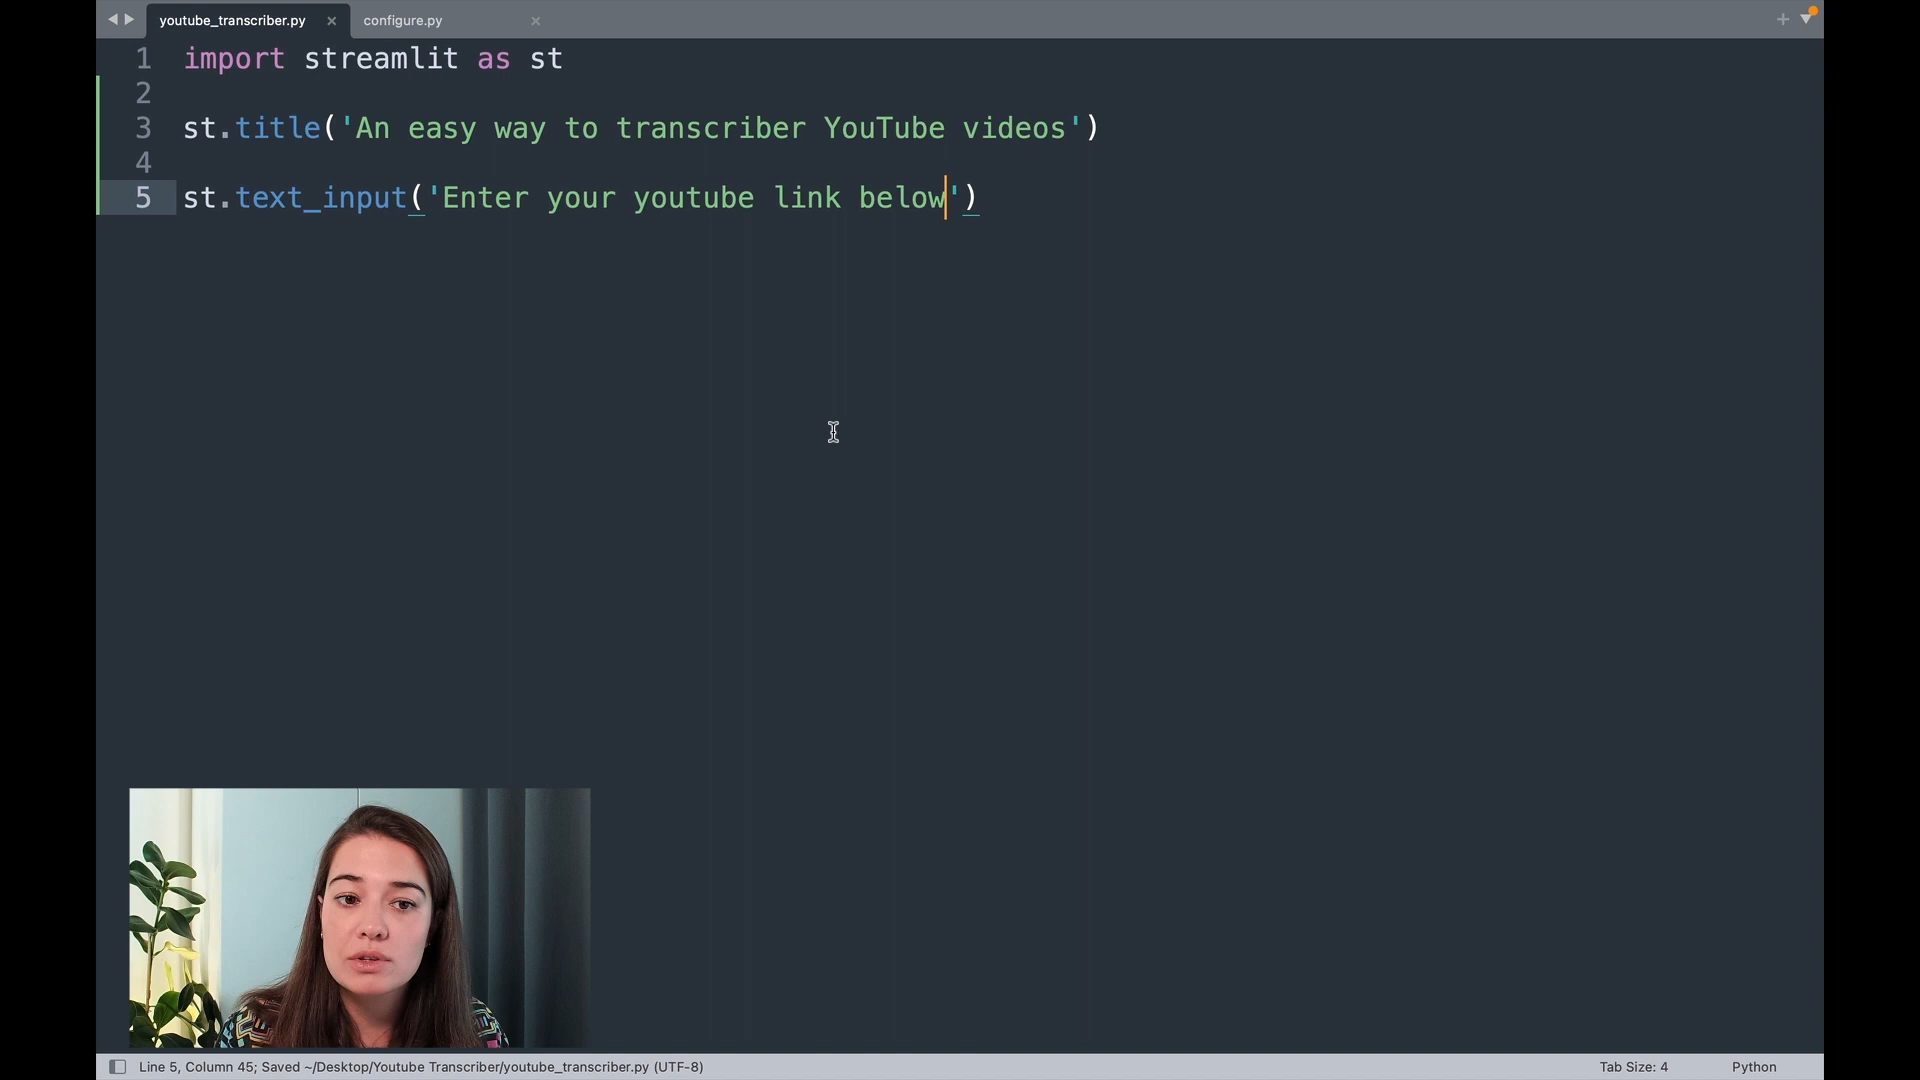 youtube_transcriber.py × configure.py ×
1 import streamlit as st
2
3 st.title('An easy way to transcriber YouTube videos')
4
5 st.text_input('Enter your youtube link below')
Line 5, Column 45; Saved ~/Desktop/Youtube Transcriber/youtube_transcriber.py (UTF-8) Tab Size: 4 Python